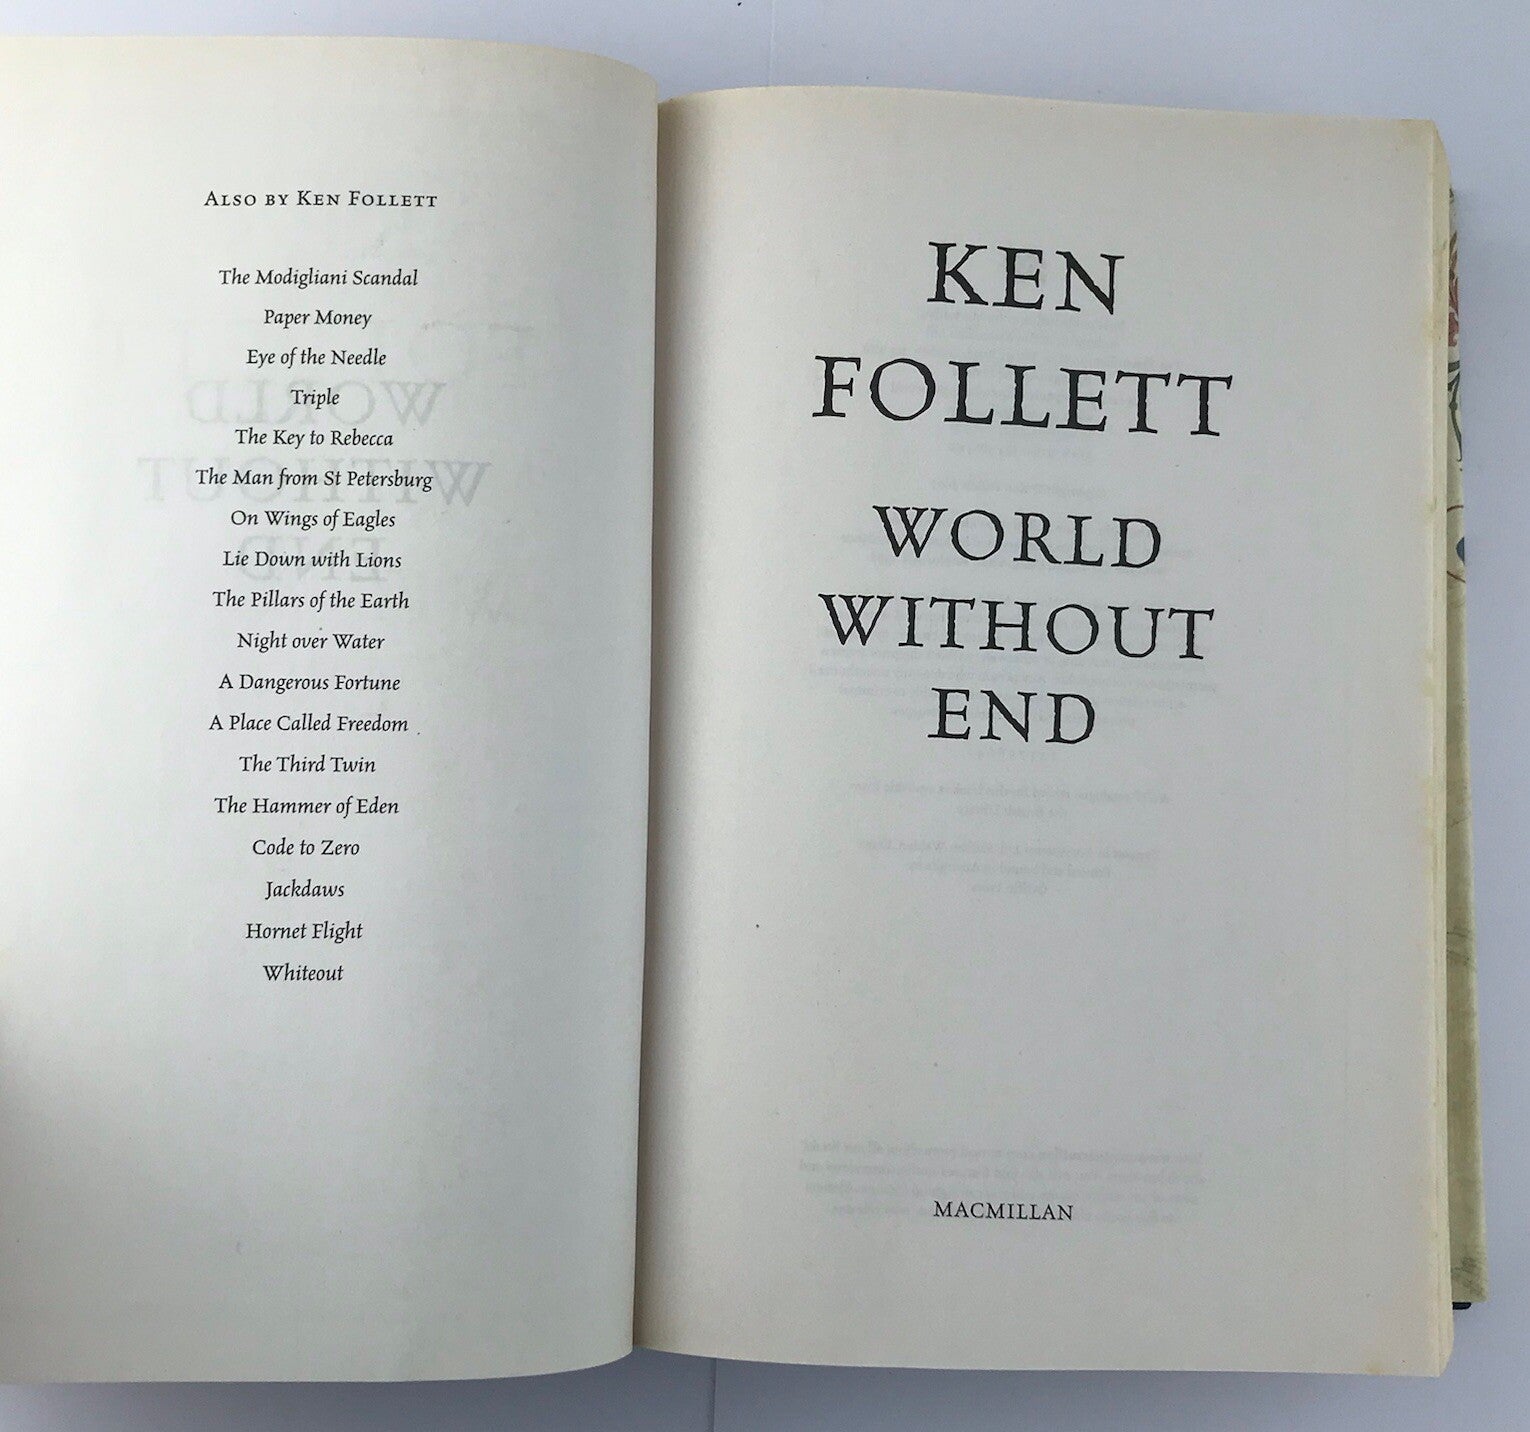 ALSO BY KEN FOLLETT
The Modigliani Scandal
Paper Money
Eye of the Needle
Triple
The Key to Rebecca
The Man from St Petersburg
On Wings of Eagles
Lie Down with Lions
The Pillars of the Earth
Night over Water
A Dangerous Fortune
A Place Called Freedom
The Third Twin
The Hammer of Eden
Code to Zero
Jackdaws
Hornet Flight
Whiteout
KEN
FOLLETT
WORLD
WITHOUT
END
MACMILLAN